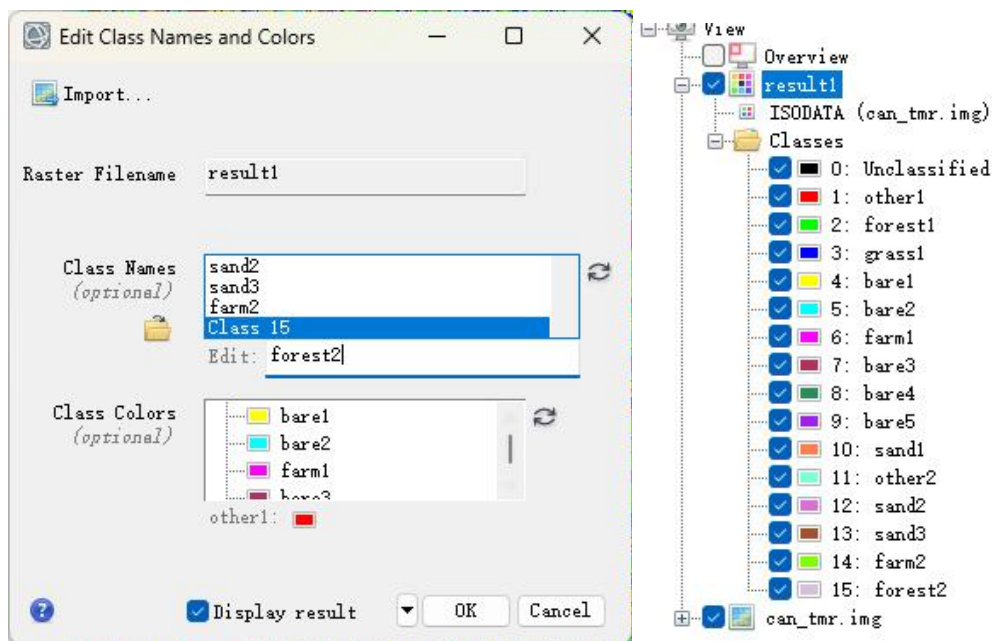 Edit Class Names and Colors
Import...
Raster Filename
result1
Class Names
(optional)
sand2
sand3
farm2
Class 15
Edit: forest2
Class Colors
(optional)
bare1
bare2
farm1
bare3
other1:
Display result
OK
Cancel
View
Overview
result1
ISODATA (can_tmr.img)
Classes
0: Unclassified
1: other1
2: forest1
3: grass1
4: bare1
5: bare2
6: farm1
7: bare3
8: bare4
9: bare5
10: sand1
11: other2
12: sand2
13: sand3
14: farm2
15: forest2
can_tmr.img